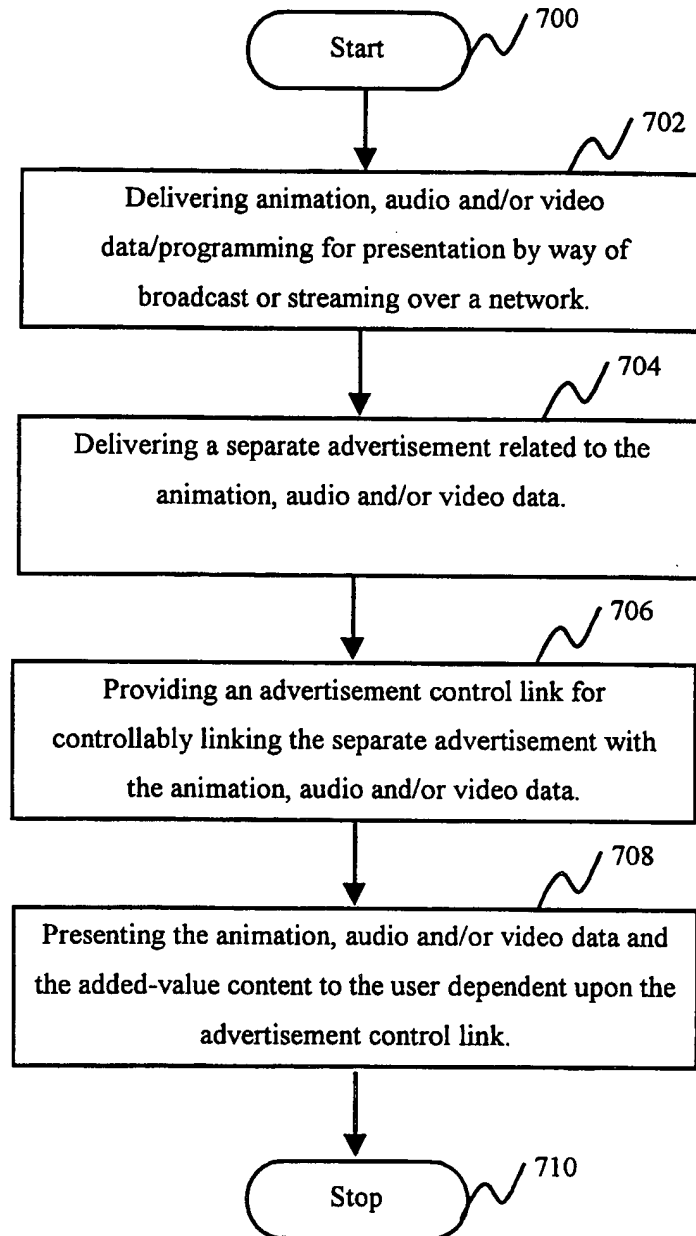 Start
700
702
Delivering animation, audio and/or video
data/programming for presentation by way of
broadcast or streaming over a network.
704
Delivering a separate advertisement related to the
animation, audio and/or video data.
706
Providing an advertisement control link for
controllably linking the separate advertisement with
the animation, audio and/or video data.
708
Presenting the animation, audio and/or video data and
the added-value content to the user dependent upon the
advertisement control link.
710
Stop